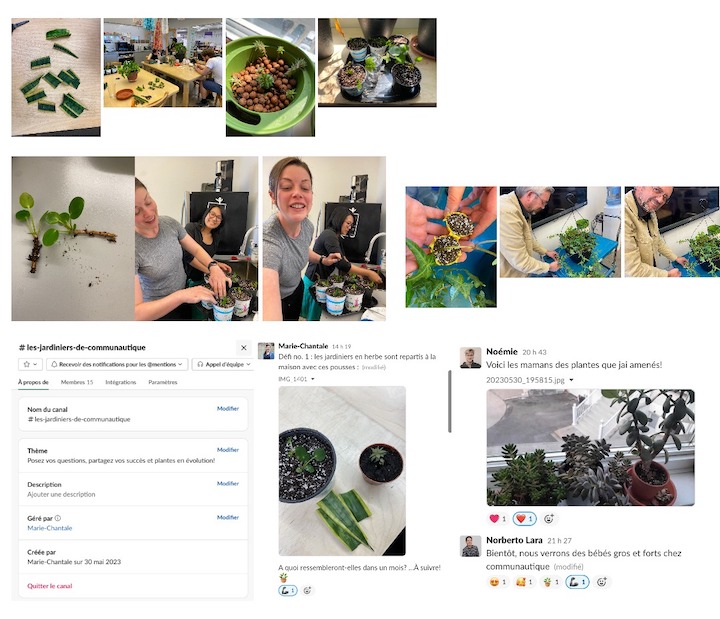 # les-jardiniers-de-communautique
Recevoir des notifications pour les @mentions
Appel d'équipe
À propos de
Membres 15
Intégrations
Paramètres
Nom du canal
Modifier
# les-jardiniers-de-communautique
Thème
Modifier
Posez vos questions, partagez vos succès et plantes en évolution!
Description
Modifier
Ajouter une description
Géré par
Modifier
Marie-Chantale
Créée par
Marie-Chantale sur 30 mai 2023
Quitter le canal
Marie-Chantale 14 h 19
Défi no. 1 : les jardiniers en herbe sont repartis à la
maison avec ces pousses : (modifié)
A quoi ressembleront-elles dans un mois? ...À suivre!
1
Noémie 20 h 43
Voici les mamans des plantes que jai amenés!
20230530_195815.jpg
1 1
Norberto Lara 21 h 27
Bientôt, nous verrons des bébés gros et forts chez
communautique (modifié)
1 1 1 1